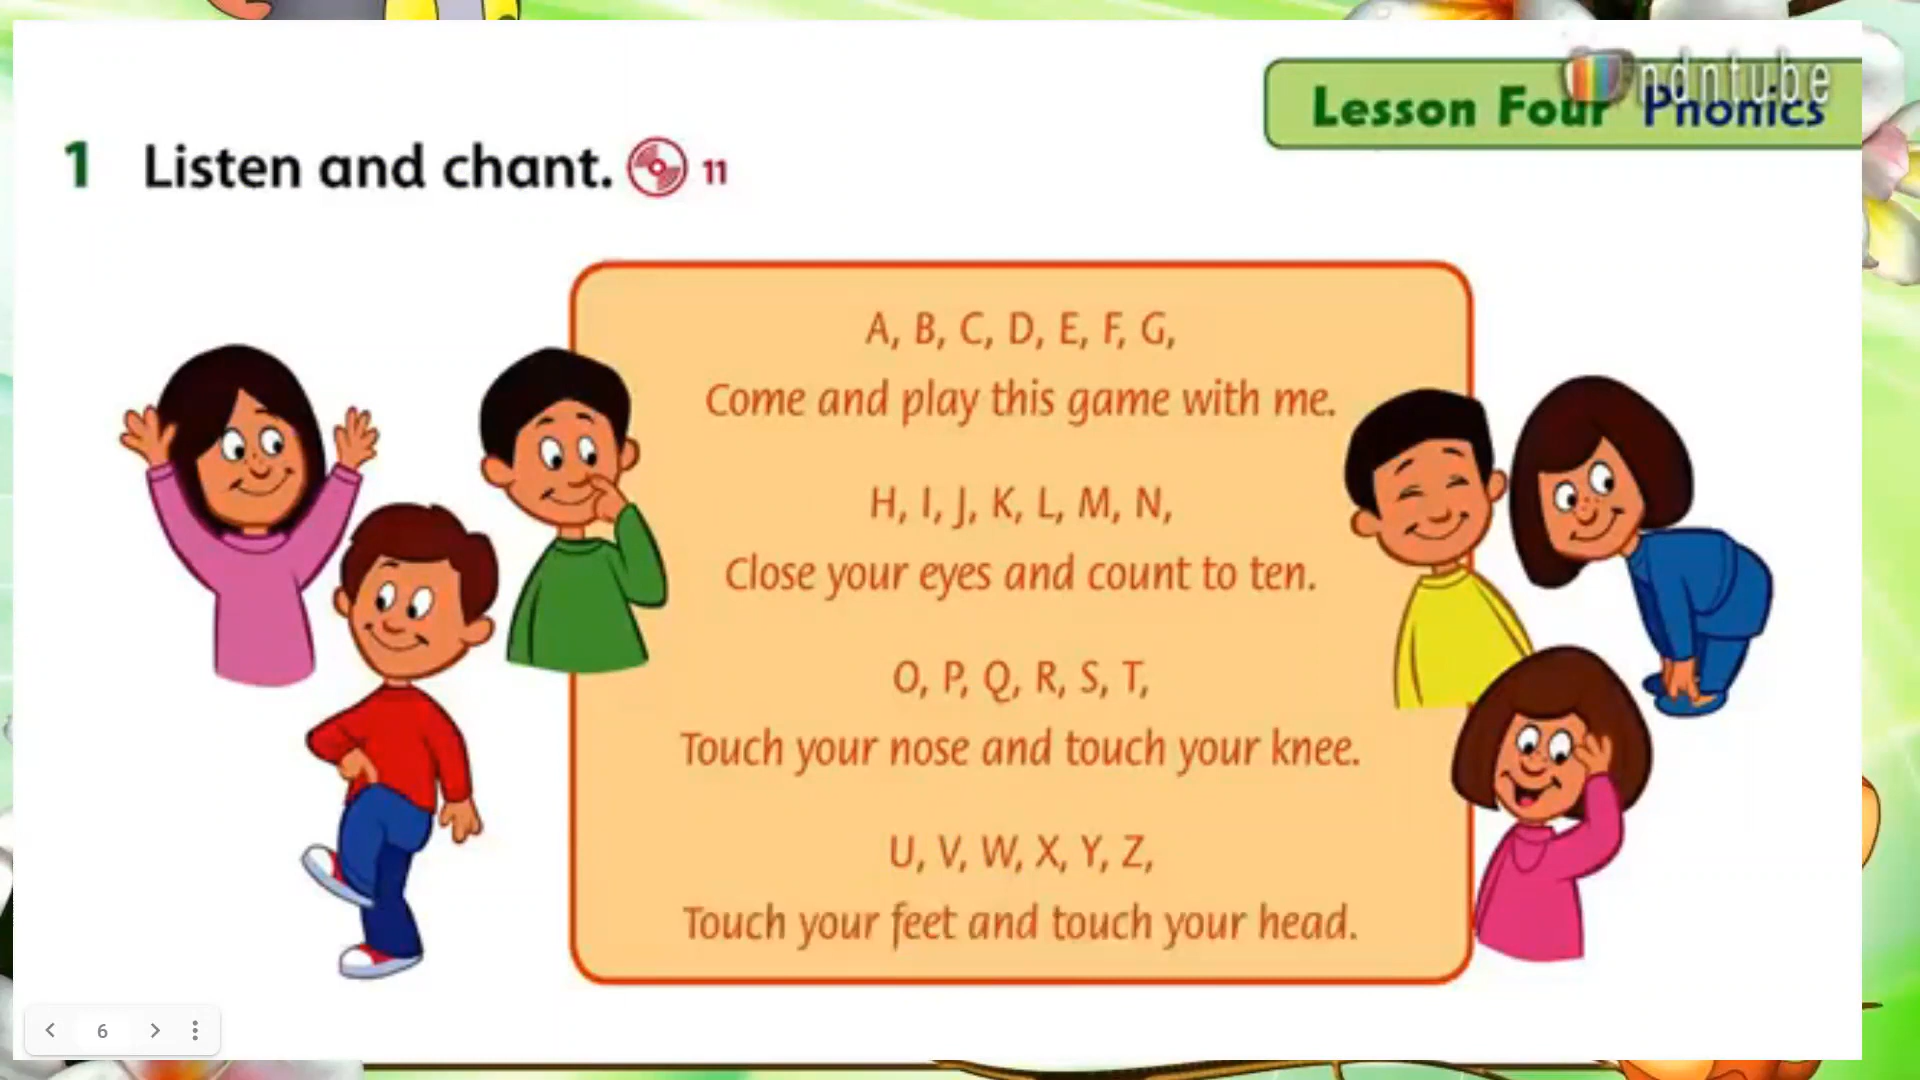 ndntube
Lesson Four Phonics
1 Listen and chant. 11
A, B, C, D, E, F, G,
Come and play this game with me.
H, I, J, K, L, M, N,
Close your eyes and count to ten.
O, P, Q, R, S, T,
Touch your nose and touch your knee.
U, V, W, X, Y, Z,
Touch your feet and touch your head.
6